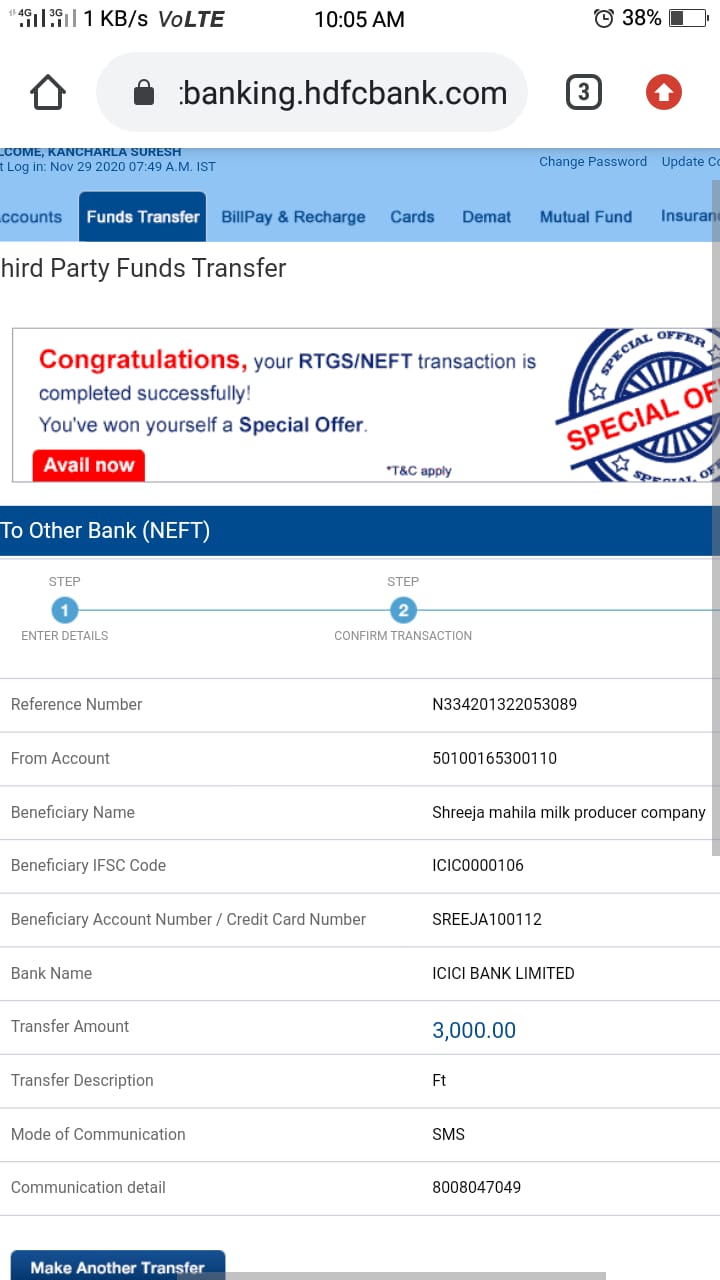 4G 3G 1 KB/s VoLTE 10:05 AM 38%
:banking.hdfcbank.com 3
LCOME, KANCHARLA SURESH
t Log in: Nov 29 2020 07:49 A.M. IST Change Password Update Co
ccounts Funds Transfer BillPay & Recharge Cards Demat Mutual Fund Insuran
hird Party Funds Transfer
Congratulations, your RTGS/NEFT transaction is
completed successfully!
You've won yourself a Special Offer.
Avail now
*T&C apply
SPECIAL OFFER
SPECIAL OF
SPECIAL OF
To Other Bank (NEFT)
STEP STEP
1 2
ENTER DETAILS CONFIRM TRANSACTION
Reference Number N334201322053089
From Account 50100165300110
Beneficiary Name Shreeja mahila milk producer company
Beneficiary IFSC Code ICIC0000106
Beneficiary Account Number / Credit Card Number SREEJA100112
Bank Name ICICI BANK LIMITED
Transfer Amount 3,000.00
Transfer Description Ft
Mode of Communication SMS
Communication detail 8008047049
Make Another Transfer